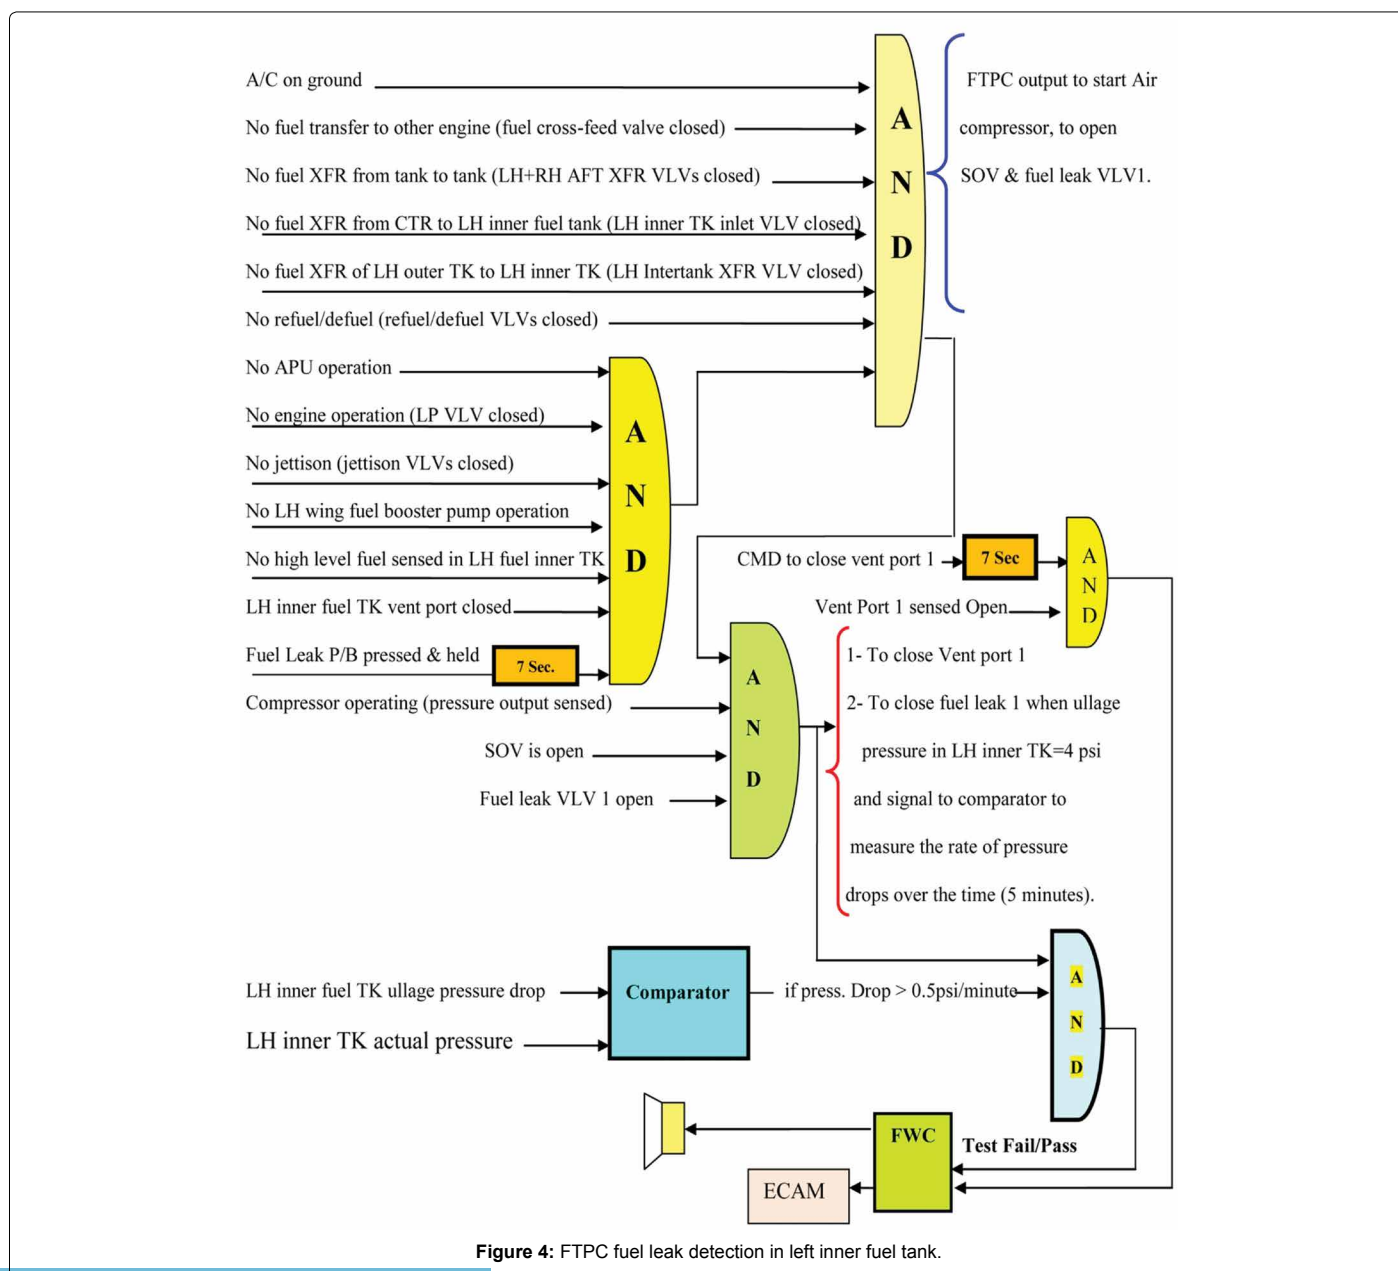 A/C on ground
No fuel transfer to other engine (fuel cross-feed valve closed)
No fuel XFR from tank to tank (LH+RH AFT XFR VLVs closed)
No fuel XFR from CTR to LH inner fuel tank (LH inner TK inlet VLV closed)
No fuel XFR of LH outer TK to LH inner TK (LH Intertank XFR VLV closed)
No refuel/defuel (refuel/defuel VLVs closed)
A
N
D
FTPC output to start Air
compressor, to open
SOV & fuel leak VLV1.
No APU operation
No engine operation (LP VLV closed)
No jettison (jettison VLVs closed)
No LH wing fuel booster pump operation
No high level fuel sensed in LH fuel inner TK
LH inner fuel TK vent port closed
Fuel Leak P/B pressed & held
7 Sec.
A
N
D
CMD to close vent port 1
7 Sec
Vent Port 1 sensed Open
A
N
D
Compressor operating (pressure output sensed)
SOV is open
Fuel leak VLV 1 open
A
N
D
1- To close Vent port 1
2- To close fuel leak 1 when ullage
pressure in LH inner TK=4 psi
and signal to comparator to
measure the rate of pressure
drops over the time (5 minutes).
LH inner fuel TK ullage pressure drop
LH inner TK actual pressure
Comparator
if press. Drop > 0.5psi/minute
A
N
D
FWC
Test Fail/Pass
ECAM
Figure 4: FTPC fuel leak detection in left inner fuel tank.